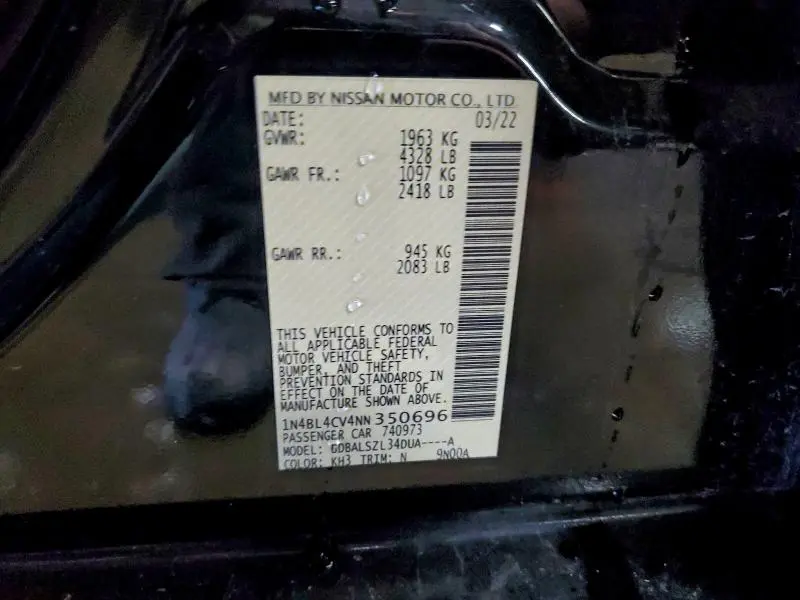 MFD BY NISSAN MOTOR CO., LTD.
DATE: 03/22
GVWR: 1963 KG
4328 LB
GAWR FR.: 1097 KG
2418 LB
GAWR RR.: 945 KG
2083 LB
THIS VEHICLE CONFORMS TO
ALL APPLICABLE FEDERAL
MOTOR VEHICLE SAFETY,
BUMPER, AND THEFT
PREVENTION STANDARDS IN
EFFECT ON THE DATE OF
MANUFACTURE SHOWN ABOVE.
1N4BL4CV4NN350696
PASSENGER CAR 740973
MODEL: GDBALSZL34DUA----A
COLOR: KH3 TRIM: N 9N00A